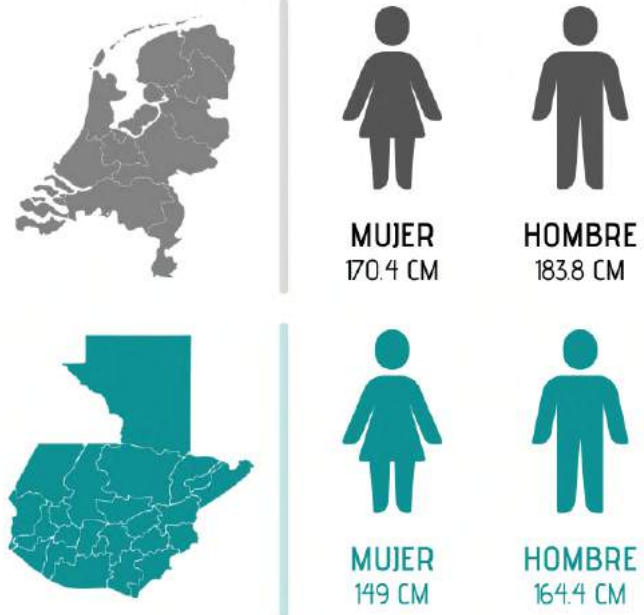 MUJER
170.4 CM
HOMBRE
183.8 CM
MUJER
149 CM
HOMBRE
164.4 CM